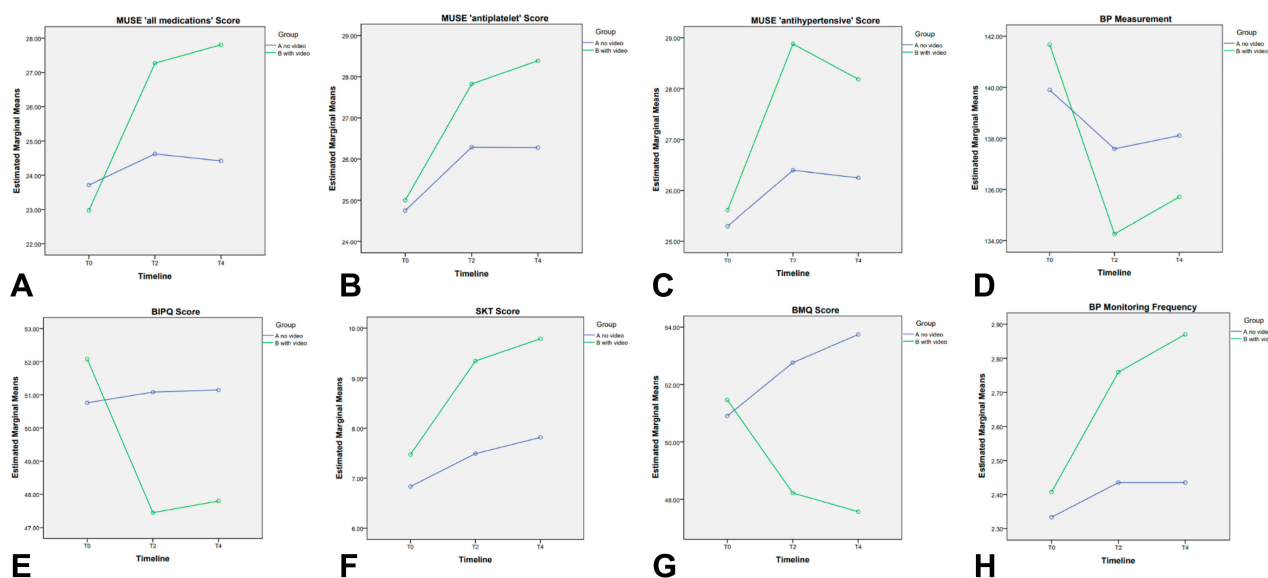 MUSE 'all medications' Score
Group
A no video
B with video
Estimated Marginal Means
28.00
27.00
26.00
25.00
24.00
23.00
22.00
T0
T2
T4
Timeline
A
MUSE 'antiplatelet' Score
Group
A no video
B with video
Estimated Marginal Means
29.00
28.00
27.00
26.00
25.00
24.00
T0
T2
T4
Timeline
B
MUSE 'antihypertensive' Score
Group
A no video
B with video
Estimated Marginal Means
29.00
28.00
27.00
26.00
25.00
T0
T2
T4
Timeline
C
BP Measurement
Group
A no video
B with video
Estimated Marginal Means
142.00
140.00
138.00
136.00
134.00
T0
T2
T4
Timeline
D
BIPQ Score
Group
A no video
B with video
Estimated Marginal Means
53.00
52.00
51.00
50.00
49.00
48.00
47.00
T0
T2
T4
Timeline
E
SKT Score
Group
A no video
B with video
Estimated Marginal Means
10.00
9.00
8.00
7.00
6.00
T0
T2
T4
Timeline
F
BMQ Score
Group
A no video
B with video
Estimated Marginal Means
54.00
52.00
50.00
48.00
T0
T2
T4
Timeline
G
BP Monitoring Frequency
Group
A no video
B with vid
Estimated Marginal Means
2.90
2.80
2.70
2.60
2.50
2.40
2.30
T0
T2
T4
Timeline
H